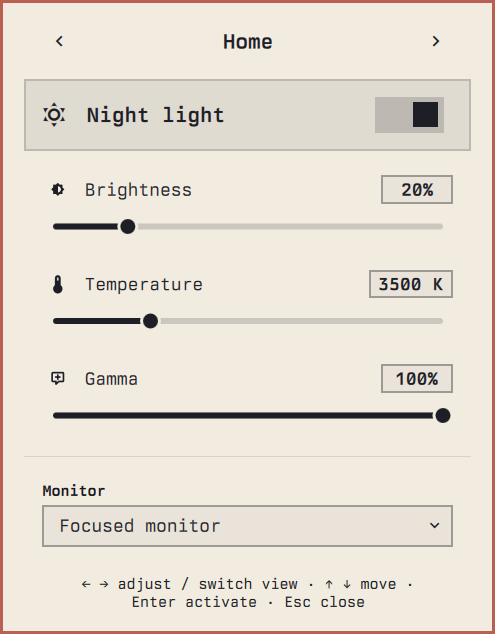 Home
Night light
Brightness
20%
Temperature
3500 K
Gamma
100%
Monitor
Focused monitor
← → adjust / switch view · ↑ ↓ move ·
Enter activate · Esc close